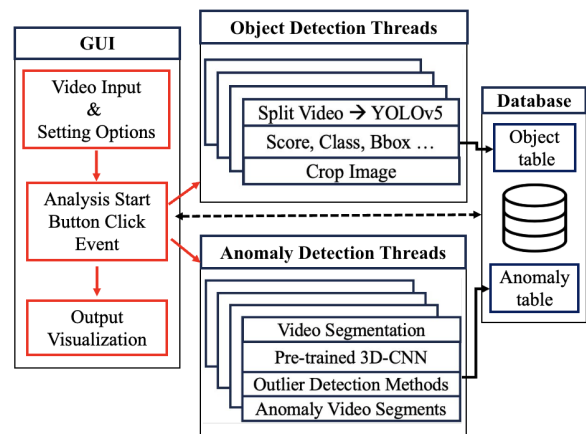 GUI
Video Input
&
Setting Options
Analysis Start
Button Click
Event
Output
Visualization
Object Detection Threads
Split Video → YOLOv5
Score, Class, Bbox ...
Crop Image
Anomaly Detection Threads
Video Segmentation
Pre-trained 3D-CNN
Outlier Detection Methods
Anomaly Video Segments
Database
Object
table
Anomaly
table